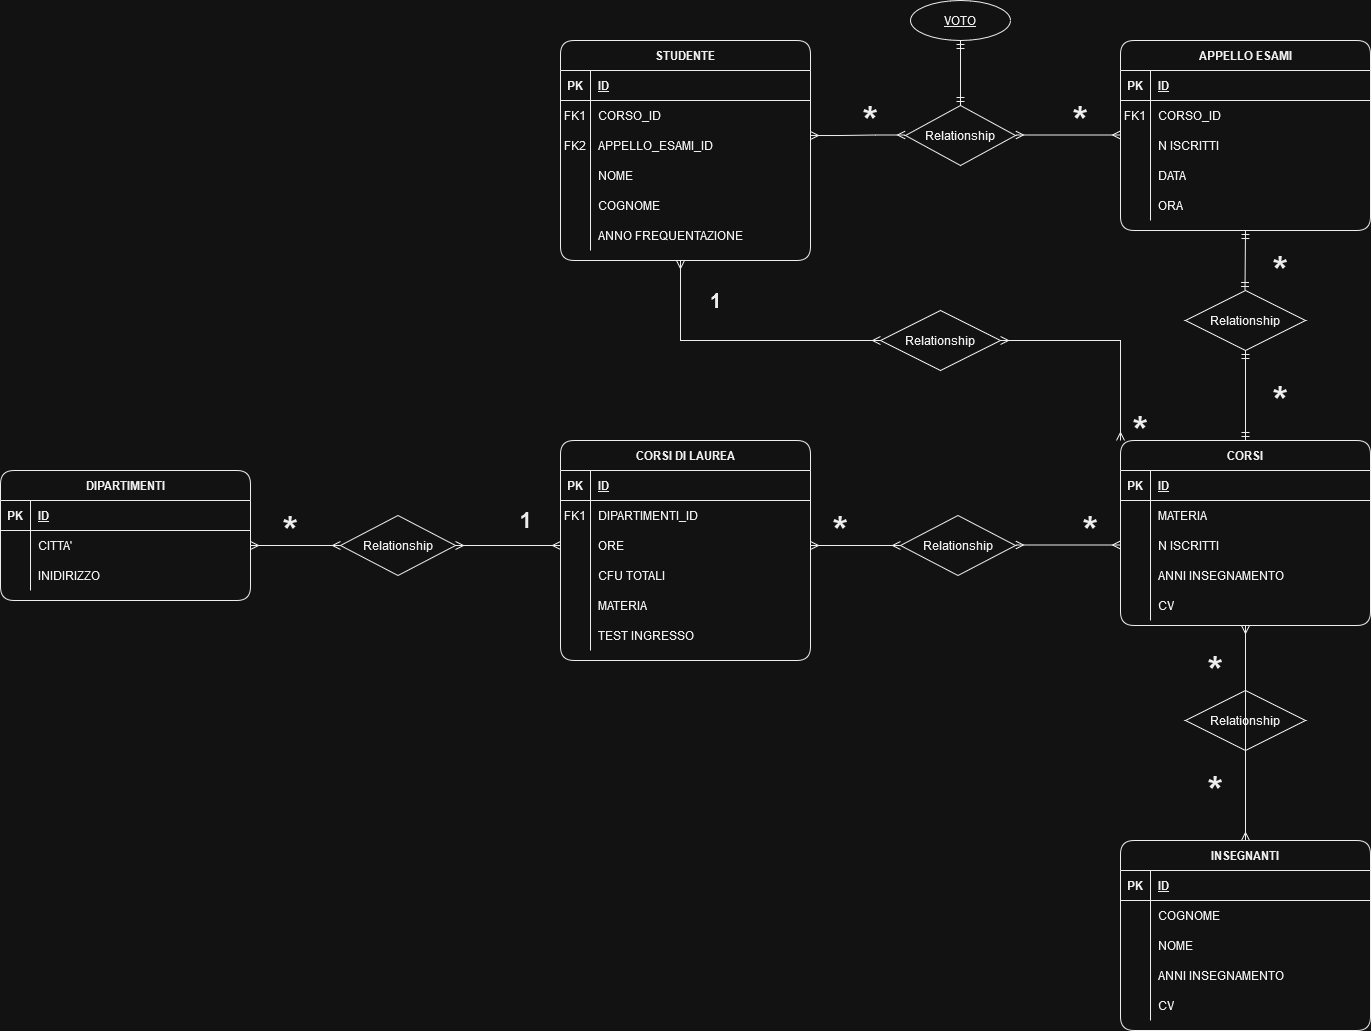 VOTO
STUDENTE
PK ID
FK1 CORSO_ID
FK2 APPELLO_ESAMI_ID
NOME
COGNOME
ANNO FREQUENTAZIONE
*
Relationship
*
APPELLO ESAMI
PK ID
FK1 CORSO_ID
N ISCRITTI
DATA
ORA
*
Relationship
*
1
Relationship
*
DIPARTIMENTI
PK ID
CITTA'
INIDIRIZZO
*
Relationship
1
CORSI DI LAUREA
PK ID
FK1 DIPARTIMENTI_ID
ORE
CFU TOTALI
MATERIA
TEST INGRESSO
*
Relationship
*
CORSI
PK ID
MATERIA
N ISCRITTI
ANNI INSEGNAMENTO
CV
*
Relationship
*
INSEGNANTI
PK ID
COGNOME
NOME
ANNI INSEGNAMENTO
CV